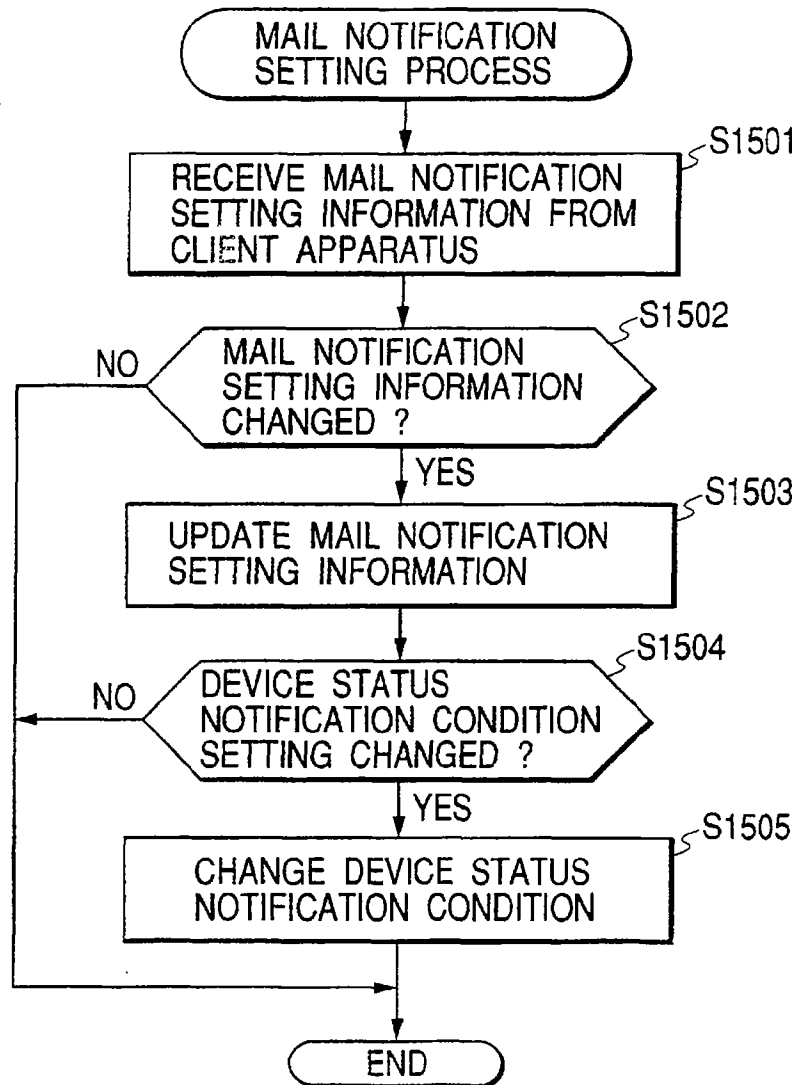 MAIL NOTIFICATION
SETTING PROCESS
S1501
RECEIVE MAIL NOTIFICATION
SETTING INFORMATION FROM
CLIENT APPARATUS
S1502
NO
MAIL NOTIFICATION
SETTING INFORMATION
CHANGED ?
YES
S1503
UPDATE MAIL NOTIFICATION
SETTING INFORMATION
S1504
NO
DEVICE STATUS
NOTIFICATION CONDITION
SETTING CHANGED ?
YES
S1505
CHANGE DEVICE STATUS
NOTIFICATION CONDITION
END